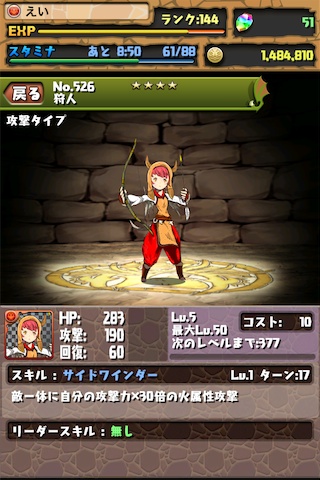 えい
ランク:144
51
EXP
スタミナ あと 8:50 61/88
1,484,810
戻る
No.526
★★★★
狩人
攻撃タイプ
HP: 283
攻撃: 190
回復: 60
Lv.5
最大Lv.50
コスト: 10
次のレベルまで:377
スキル:サイドワインダー Lv.1 ターン:17
敵一体に自分の攻撃力×30倍の火属性攻撃
リーダースキル:無し